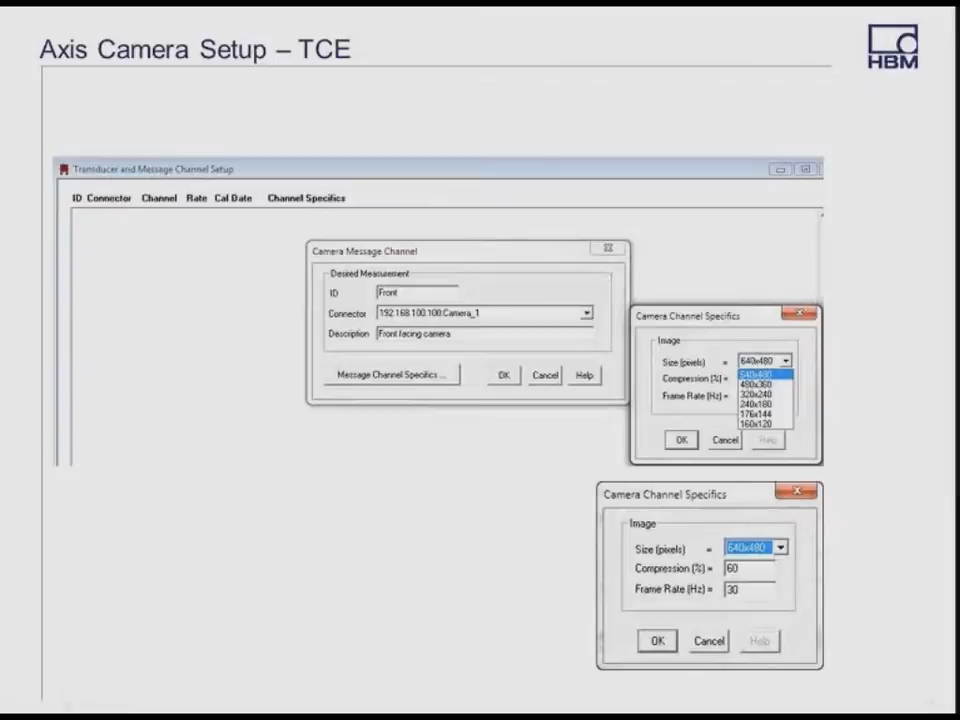 Axis Camera Setup – TCE
HBM
Transducer and Message Channel Setup
ID Connector Channel Rate Cal Date Channel Specifics
Camera Message Channel
Desired Measurement
ID Front
Connector 192.168.100.100:Camera_1
Description Front facing camera
Message Channel Specifics ... OK Cancel Help
Camera Channel Specifics
Image
Size (pixels) = 640x480
640x480
Compression (%) = 480x360
320x240
Frame Rate (Hz) = 240x180
176x144
160x120
OK Cancel Help
Camera Channel Specifics
Image
Size (pixels) = 640x480
Compression (%) = 60
Frame Rate (Hz) = 30
OK Cancel Help